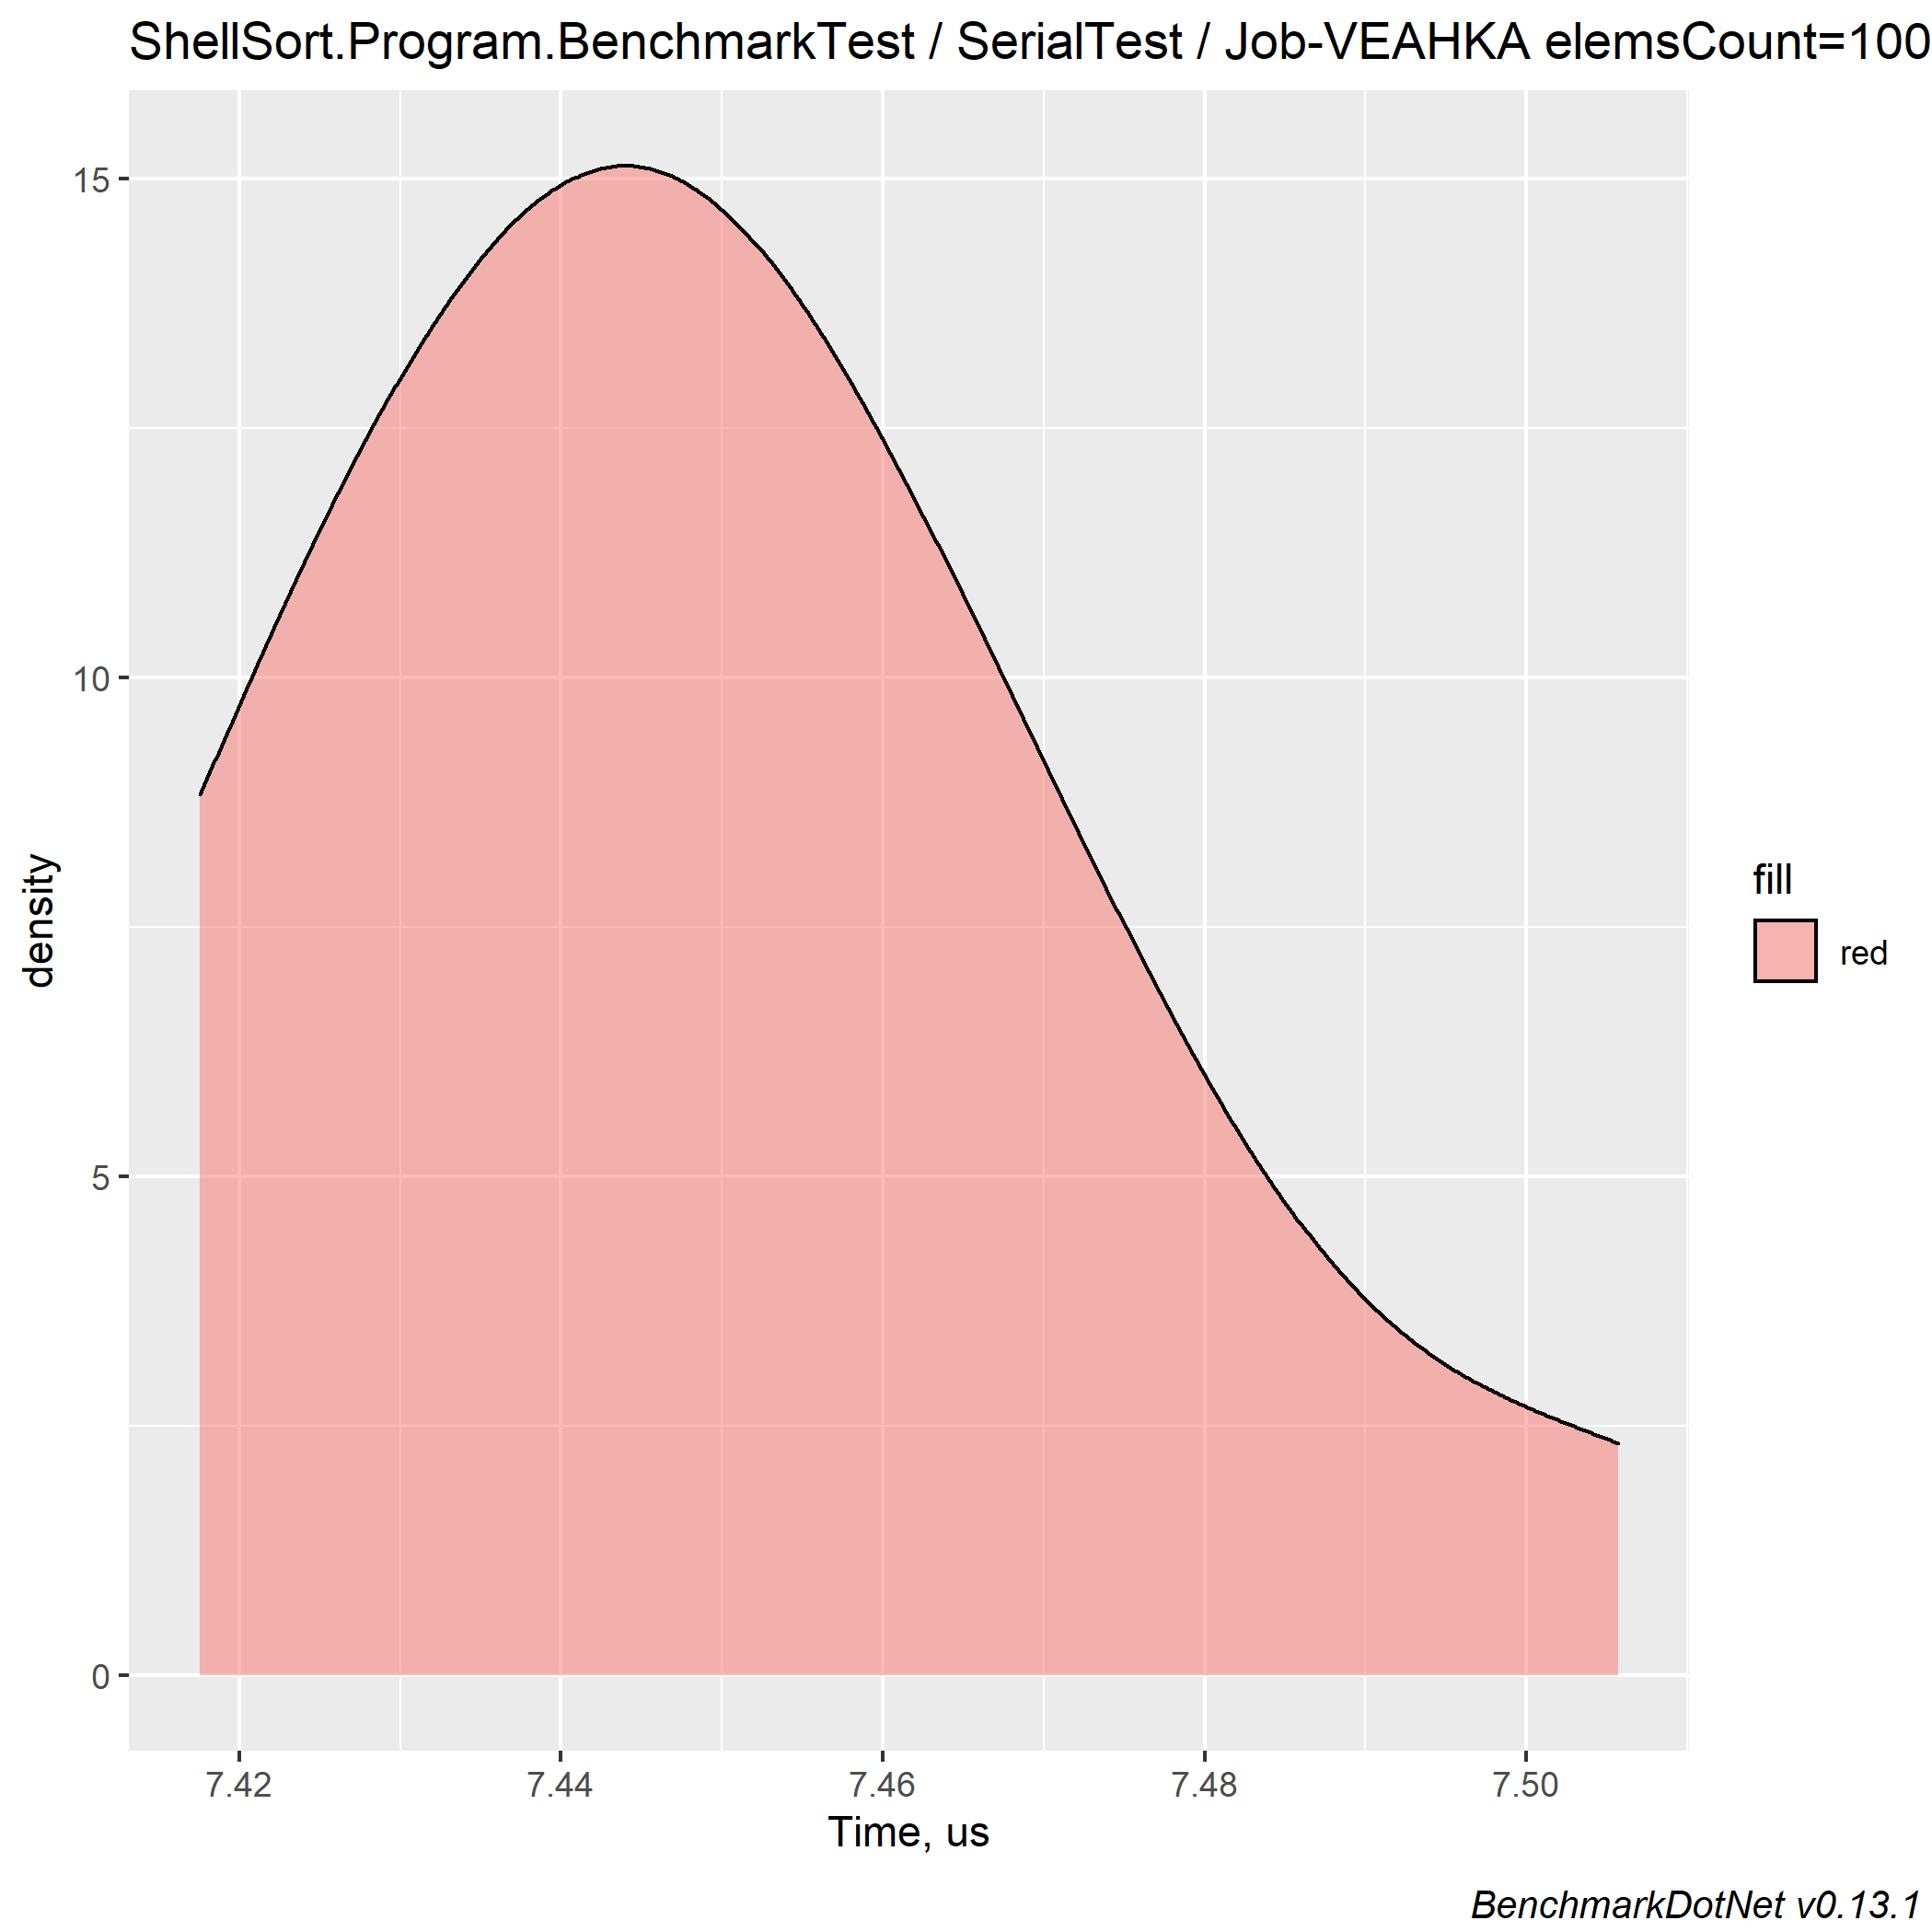 ShellSort.Program.BenchmarkTest / SerialTest / Job-VEAHKA elemsCount=100
15
10
5
0
density
7.42 7.44 7.46 7.48 7.50
Time, us
fill
red
BenchmarkDotNet v0.13.1